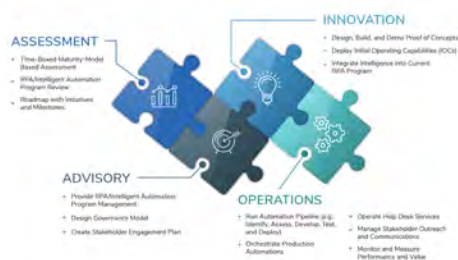 INNOVATION
Design, Build, and Demo Proof of Concepts
Deploy Initial Operating Capabilities (IOCs)
Integrate Intelligence into Current
RPA Program
ASSESSMENT
Time-Boxed Maturity-Model
Based Assessment
RPA/Intelligent Automation
Program Review
Roadmap with Initiatives
and Milestones
ADVISORY
Provide RPA/Intelligent Automation
Program Management
Design Governance Model
Create Stakeholder Engagement Plan
OPERATIONS
Run Automation Pipeline (e.g.,
Identify, Assess, Develop, Test,
and Deploy)
Orchestrate Production
Automations
Operate Help Desk Services
Manage Stakeholder Outreach
and Communications
Monitor and Measure
Performance and Value